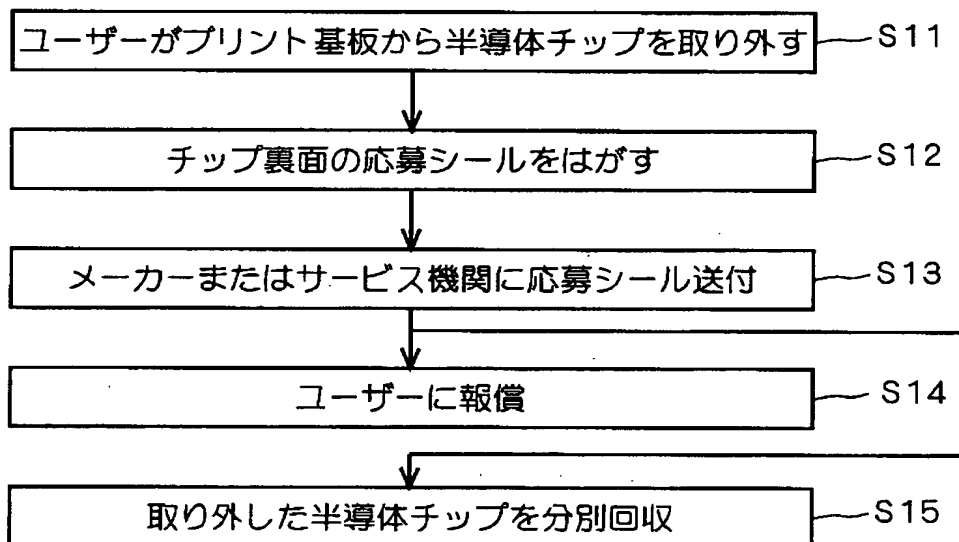 ユーザーがプリント基板から半導体チップを取り外す S11
チップ裏面の応募シールをはがす S12
メーカーまたはサービス機関に応募シール送付 S13
ユーザーに報償 S14
取り外した半導体チップを分別回収 S15